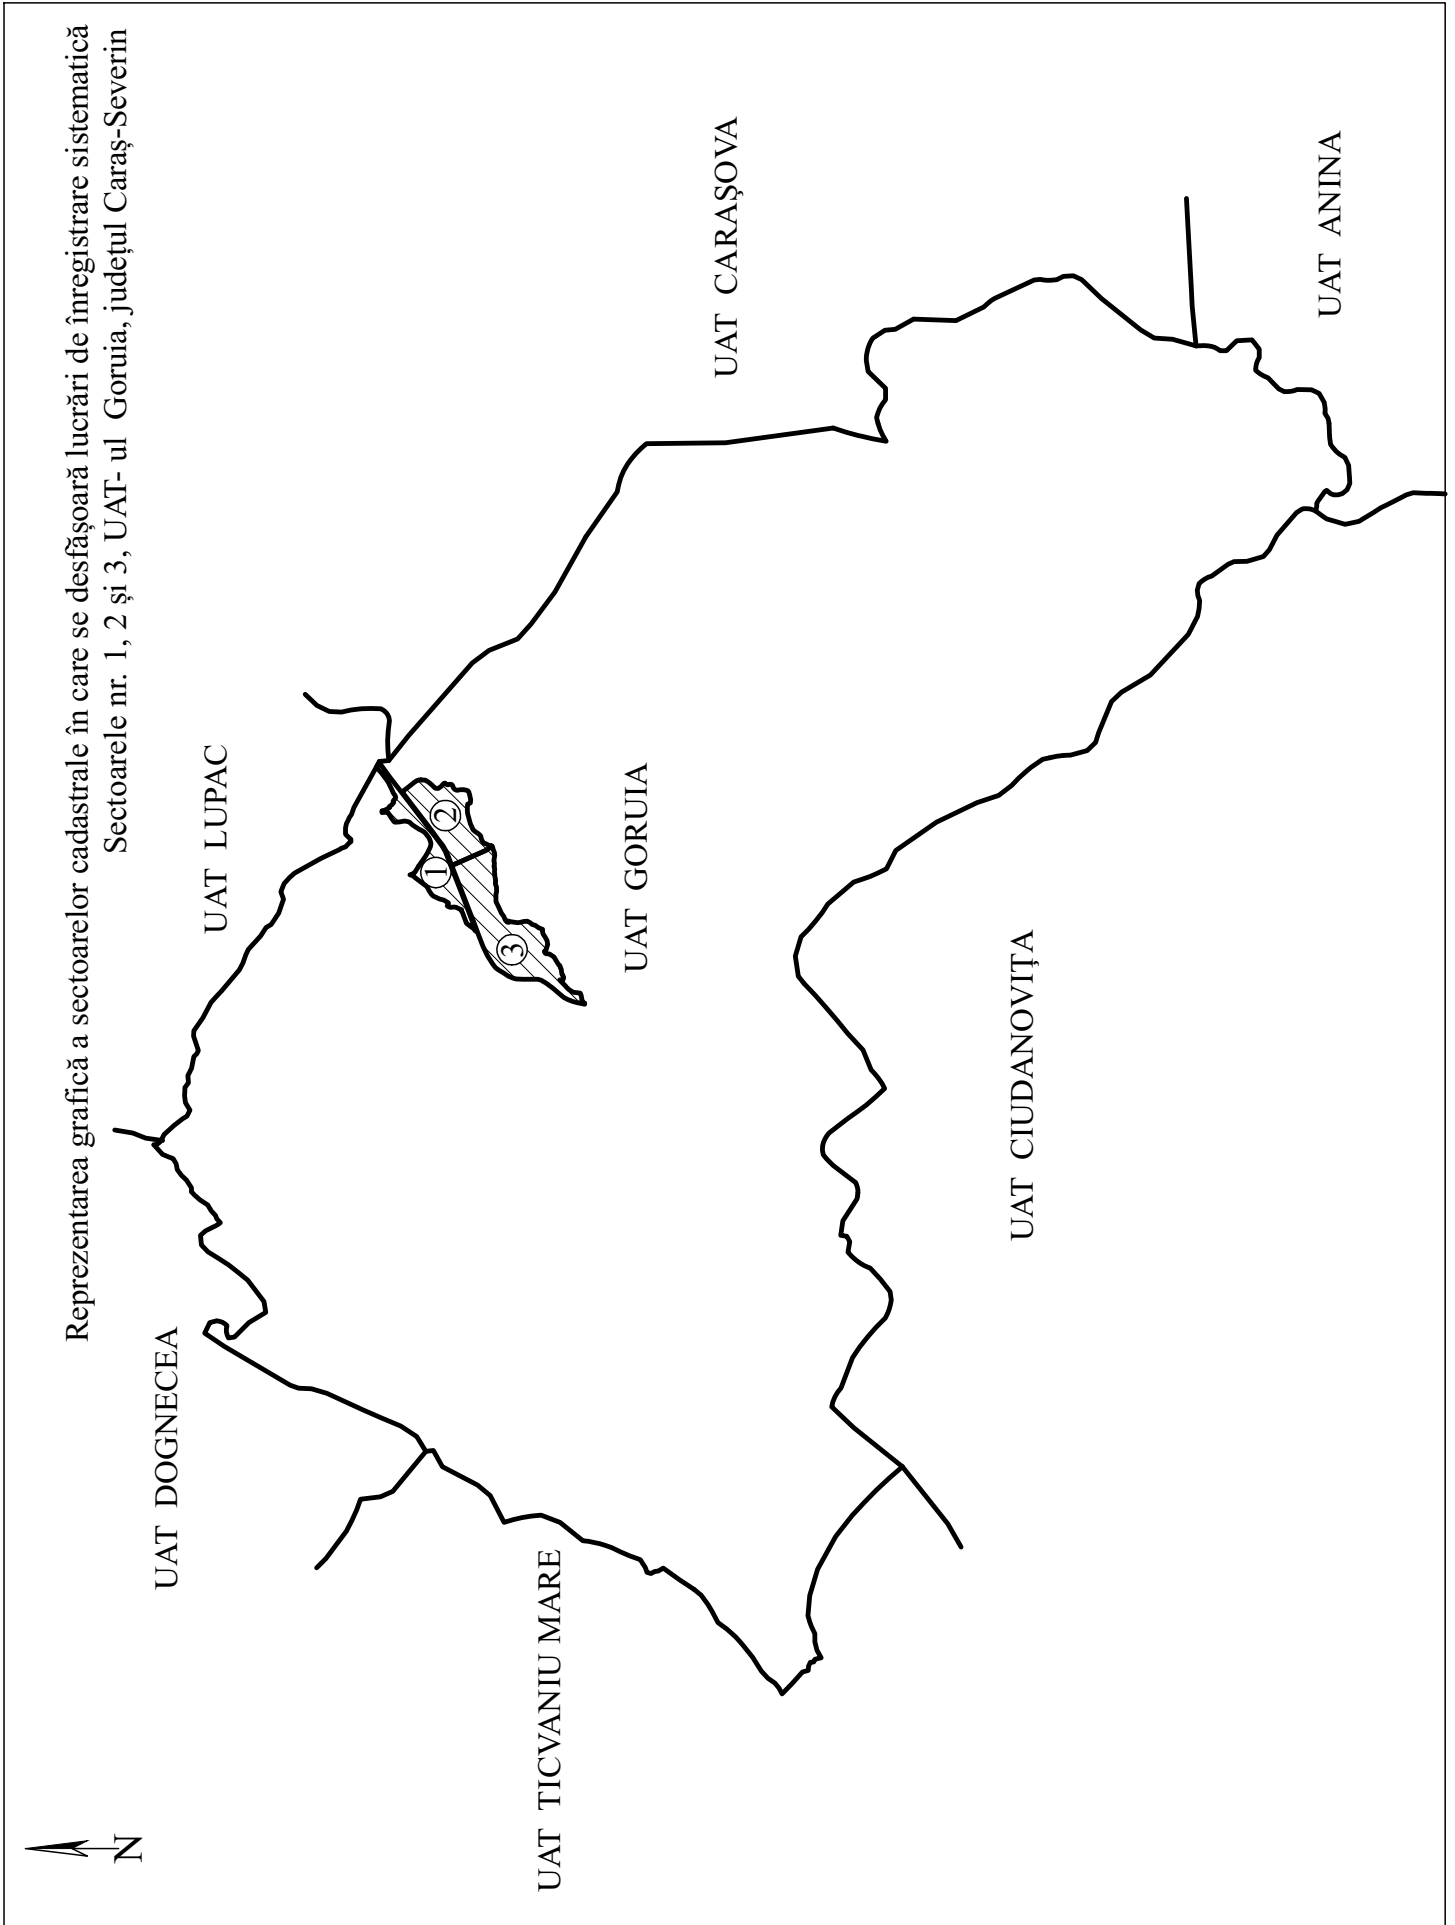 Reprezentarea grafică a sectoarelor cadastrale în care se desfășoară lucrări de înregistrare sistematică
Sectoarele nr. 1, 2 și 3, UAT- ul Goruia, județul Caraș-Severin
N
UAT DOGNECEA
UAT LUPAC
1
2
3
UAT TICVANIU MARE
UAT GORUIA
UAT CARAȘOVA
UAT CIUDANOVIȚA
UAT ANINA